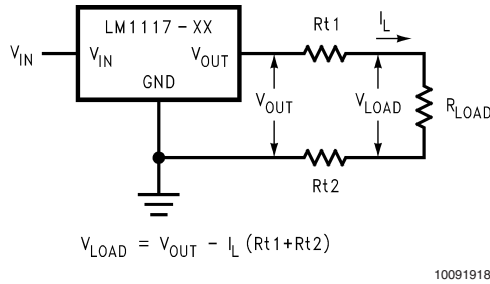 LM1117-XX
Rt1
I_L
V_IN
V_IN
V_OUT
GND
V_OUT
V_LOAD
R_LOAD
Rt2
V_LOAD = V_OUT - I_L (Rt1+Rt2)
10091918